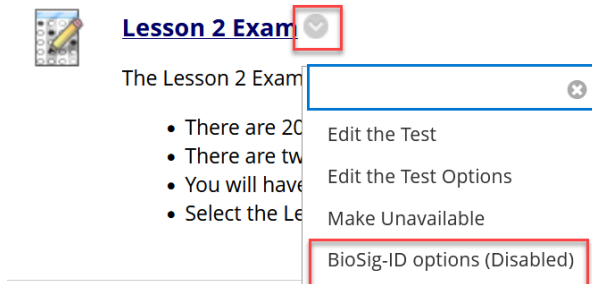 Lesson 2 Exam
The Lesson 2 Exam
• There are 20
• There are tw
• You will have
• Select the Le
Edit the Test
Edit the Test Options
Make Unavailable
BioSig-ID options (Disabled)